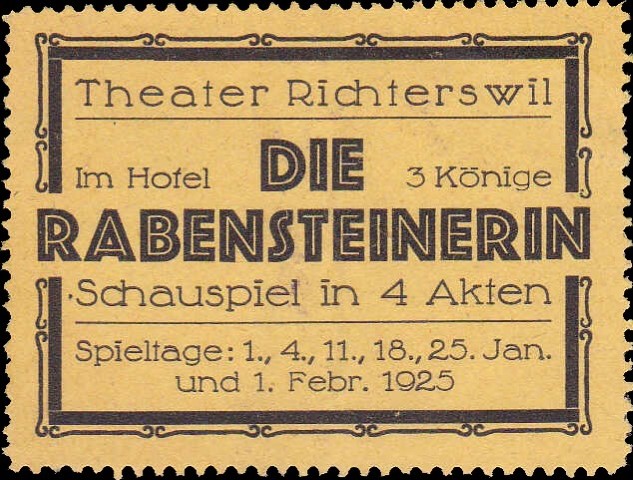 Theater Richterswil
Im Hotel DIE 3 Könige
RABENSTEINERIN
Schauspiel in 4 Akten
Spieltage: 1., 4., 11., 18., 25. Jan.
und 1. Febr. 1925